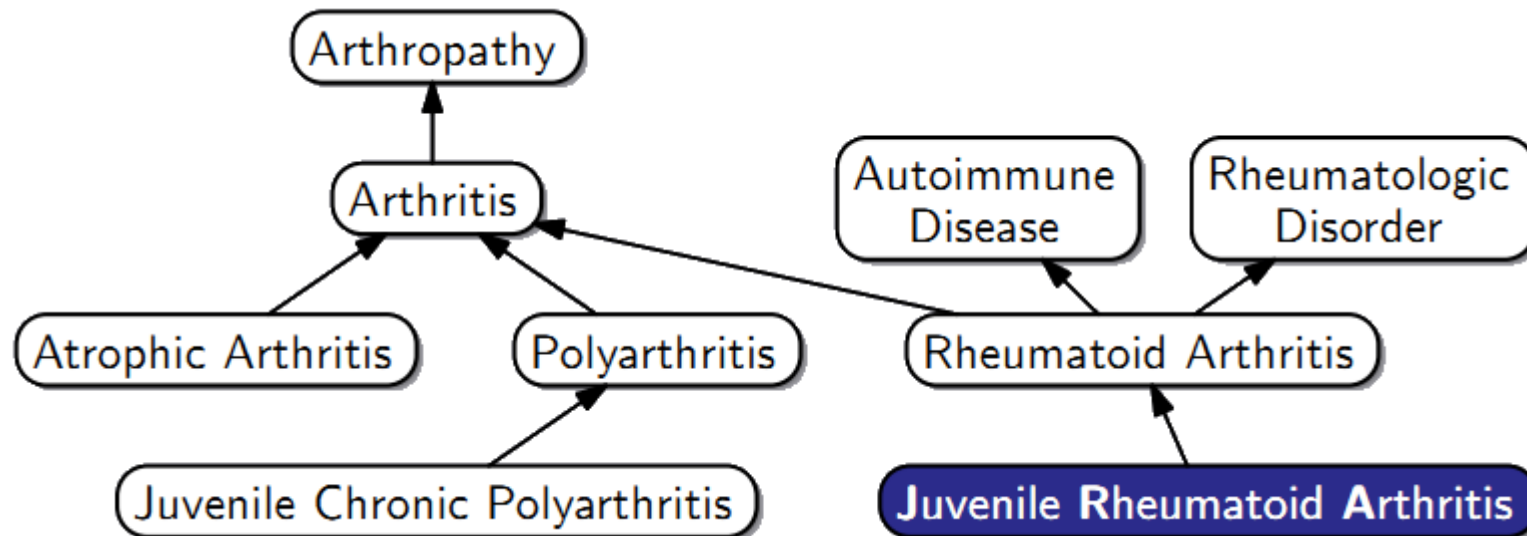 Arthropathy
Arthritis
Autoimmune
Disease
Rheumatologic
Disorder
Atrophic Arthritis
Polyarthritis
Rheumatoid Arthritis
Juvenile Chronic Polyarthritis
Juvenile Rheumatoid Arthritis